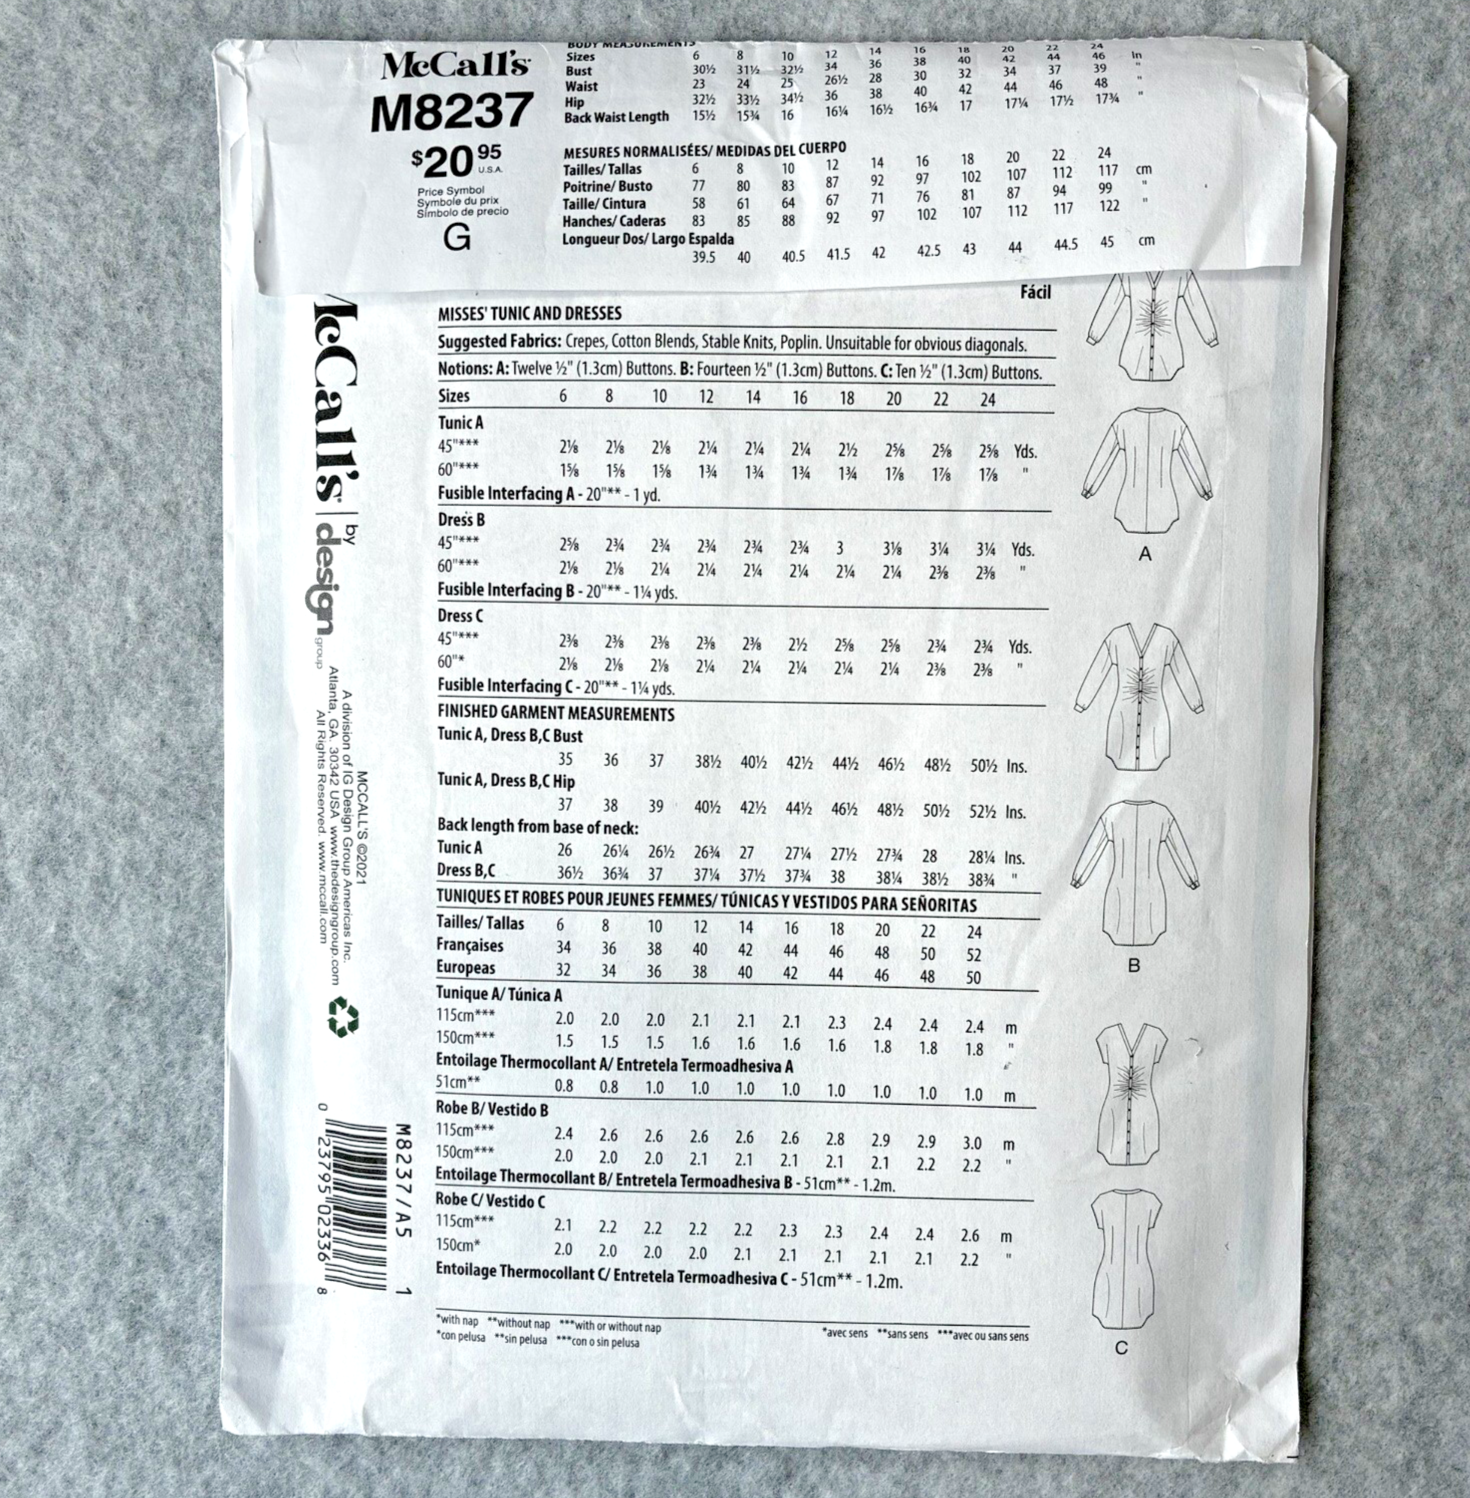 McCall's
M8237
$20.95
U.S.A.
Price Symbol
Symbole du prix
Símbolo de precio
G
BODY MEASUREMENTS
Sizes 6 8 10 12 14 16 18 20 22 24
Bust 30½ 31½ 32½ 34 36 38 40 42 44 46 In
Waist 23 24 25 26½ 28 30 32 34 37 39 "
Hip 32½ 33½ 34½ 36 38 40 42 44 46 48 "
Back Waist Length 15½ 15¾ 16 16¼ 16½ 16¾ 17 17¼ 17½ 17¾ "
MESURES NORMALISÉES/ MEDIDAS DEL CUERPO
Tailles/ Tallas 6 8 10 12 14 16 18 20 22 24
Poitrine/ Busto 77 80 83 87 92 97 102 107 112 117 cm
Taille/ Cintura 58 61 64 67 71 76 81 87 94 99 "
Hanches/ Caderas 83 85 88 92 97 102 107 112 117 122 "
Longueur Dos/ Largo Espalda
39.5 40 40.5 41.5 42 42.5 43 44 44.5 45 cm
Fácil
MISSES' TUNIC AND DRESSES
Suggested Fabrics: Crepes, Cotton Blends, Stable Knits, Poplin. Unsuitable for obvious diagonals.
Notions: A: Twelve ½" (1.3cm) Buttons. B: Fourteen ½" (1.3cm) Buttons. C: Ten ½" (1.3cm) Buttons.
Sizes 6 8 10 12 14 16 18 20 22 24
Tunic A
45"*** 2⅛ 2⅛ 2⅛ 2¼ 2¼ 2¼ 2½ 2⅝ 2⅝ 2⅝ Yds.
60"*** 1⅝ 1⅝ 1⅝ 1¾ 1¾ 1¾ 1¾ 1⅞ 1⅞ 1⅞ "
Fusible Interfacing A - 20"** - 1 yd.
Dress B
45"*** 2⅝ 2¾ 2¾ 2¾ 2¾ 2¾ 3 3⅛ 3¼ 3¼ Yds.
60"*** 2⅛ 2⅛ 2¼ 2¼ 2¼ 2¼ 2¼ 2¼ 2⅜ 2⅜ "
Fusible Interfacing B - 20"** - 1¼ yds.
Dress C
45"*** 2⅜ 2⅜ 2⅜ 2⅜ 2⅜ 2½ 2⅝ 2⅝ 2¾ 2¾ Yds.
60"* 2⅛ 2⅛ 2⅛ 2¼ 2¼ 2¼ 2¼ 2¼ 2⅜ 2⅜ "
Fusible Interfacing C - 20"** - 1¼ yds.
FINISHED GARMENT MEASUREMENTS
Tunic A, Dress B,C Bust
35 36 37 38½ 40½ 42½ 44½ 46½ 48½ 50½ Ins.
Tunic A, Dress B,C Hip
37 38 39 40½ 42½ 44½ 46½ 48½ 50½ 52½ Ins.
Back length from base of neck:
Tunic A 26 26¼ 26½ 26¾ 27 27¼ 27½ 27¾ 28 28¼ Ins.
Dress B,C 36½ 36¾ 37 37¼ 37½ 37¾ 38 38¼ 38½ 38¾ "
TUNIQUES ET ROBES POUR JEUNES FEMMES/ TÚNICAS Y VESTIDOS PARA SEÑORITAS
Tailles/ Tallas 6 8 10 12 14 16 18 20 22 24
Françaises 34 36 38 40 42 44 46 48 50 52
Europeas 32 34 36 38 40 42 44 46 48 50
Tunique A/ Túnica A
115cm*** 2.0 2.0 2.0 2.1 2.1 2.1 2.3 2.4 2.4 2.4 m
150cm*** 1.5 1.5 1.5 1.6 1.6 1.6 1.6 1.8 1.8 1.8 "
Entoilage Thermocollant A/ Entretela Termoadhesiva A
51cm** 0.8 0.8 1.0 1.0 1.0 1.0 1.0 1.0 1.0 1.0 m
Robe B/ Vestido B
115cm*** 2.4 2.6 2.6 2.6 2.6 2.6 2.8 2.9 2.9 3.0 m
150cm*** 2.0 2.0 2.0 2.1 2.1 2.1 2.1 2.1 2.2 2.2 "
Entoilage Thermocollant B/ Entretela Termoadhesiva B - 51cm** - 1.2m.
Robe C/ Vestido C
115cm*** 2.1 2.2 2.2 2.2 2.2 2.3 2.3 2.4 2.4 2.6 m
150cm* 2.0 2.0 2.0 2.0 2.1 2.1 2.1 2.1 2.1 2.2 "
Entoilage Thermocollant C/ Entretela Termoadhesiva C - 51cm** - 1.2m.
*with nap **without nap ***with or without nap
*con pelusa **sin pelusa ***con o sin pelusa
*avec sens **sans sens ***avec ou sans sens
A
B
C
McCall's
by
design
group
MCCALL'S ©2021
A division of IG Design Group Americas Inc.
Atlanta, GA. 30342 USA www.thedesigngroup.com
All Rights Reserved. www.mccall.com
M8237/A5 1
0 23795 02336 8